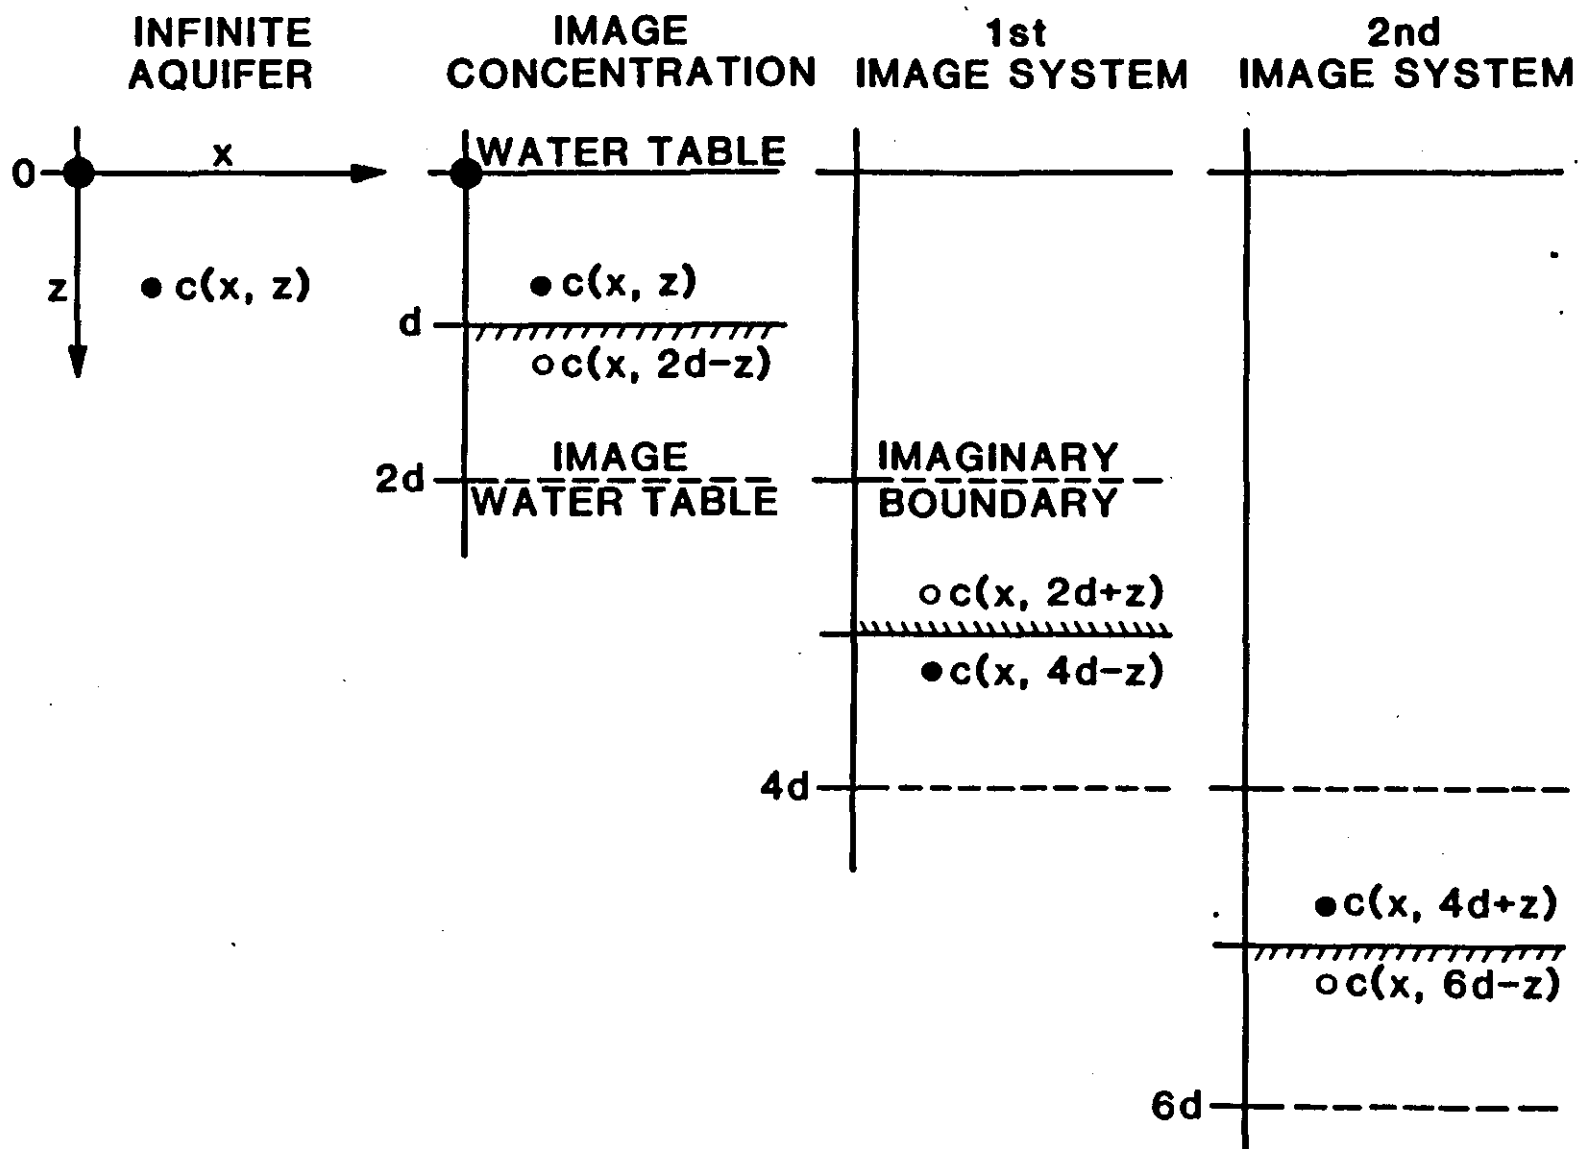 INFINITE
AQUIFER
IMAGE
CONCENTRATION
1st
IMAGE SYSTEM
2nd
IMAGE SYSTEM
0
x
WATER TABLE
z
c(x, z)
c(x, z)
d
c(x, 2d-z)
2d
IMAGE
WATER TABLE
IMAGINARY
BOUNDARY
c(x, 2d+z)
c(x, 4d-z)
4d
c(x, 4d+z)
c(x, 6d-z)
6d